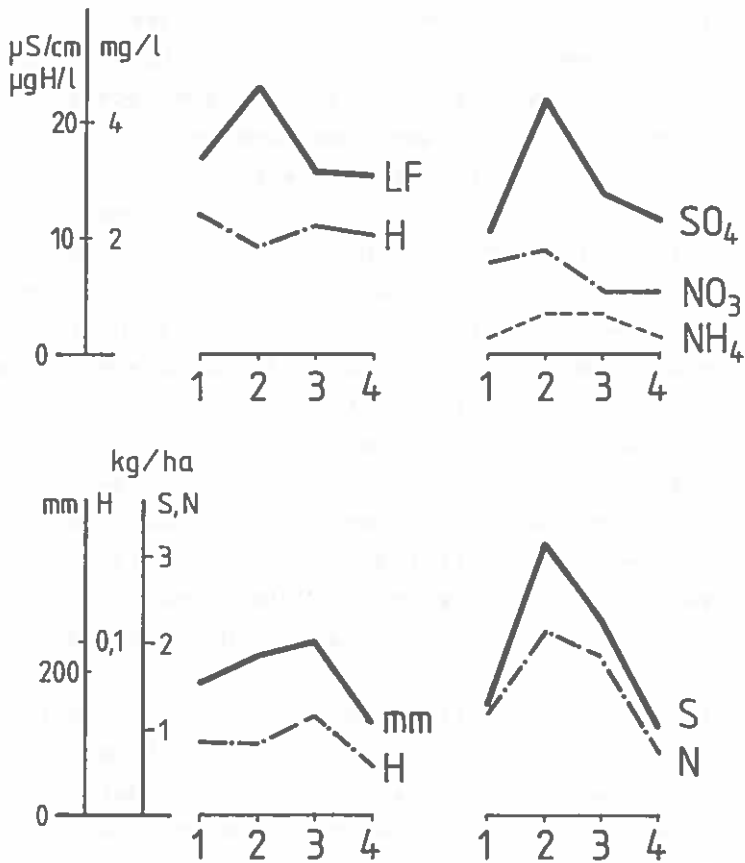 µS/cm mg/l
µgH/l
20 4
10 2
0
LF
H
1 2 3 4
SO₄
NO₃
NH₄
1 2 3 4
kg/ha
mm H S,N
3
0,1 2
200
1
0
mm
H
1 2 3 4
S
N
1 2 3 4